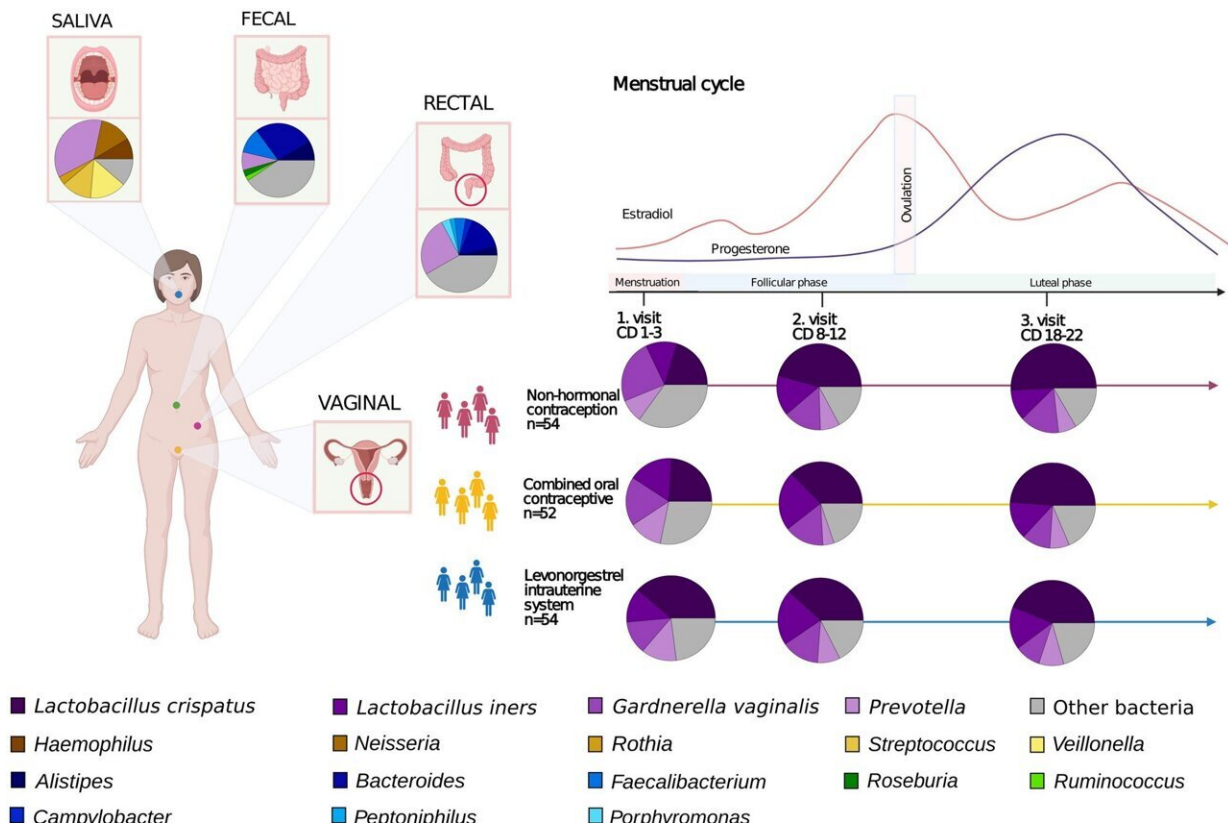 SALIVA
FECAL
RECTAL
VAGINAL
Menstrual cycle
Estradiol
Progesterone
Ovulation
Menstruation
Follicular phase
Luteal phase
1. visit
CD 1-3
2. visit
CD 8-12
3. visit
CD 18-22
Non-hormonal
contraception
n=54
Combined oral
contraceptive
n=52
Levonorgestrel
intrauterine
system
n=54
Lactobacillus crispatus
Lactobacillus iners
Gardnerella vaginalis
Prevotella
Other bacteria
Haemophilus
Neisseria
Rothia
Streptococcus
Veillonella
Alistipes
Bacteroides
Faecalibacterium
Roseburia
Ruminococcus
Campylobacter
Peptoniphilus
Porphyromonas